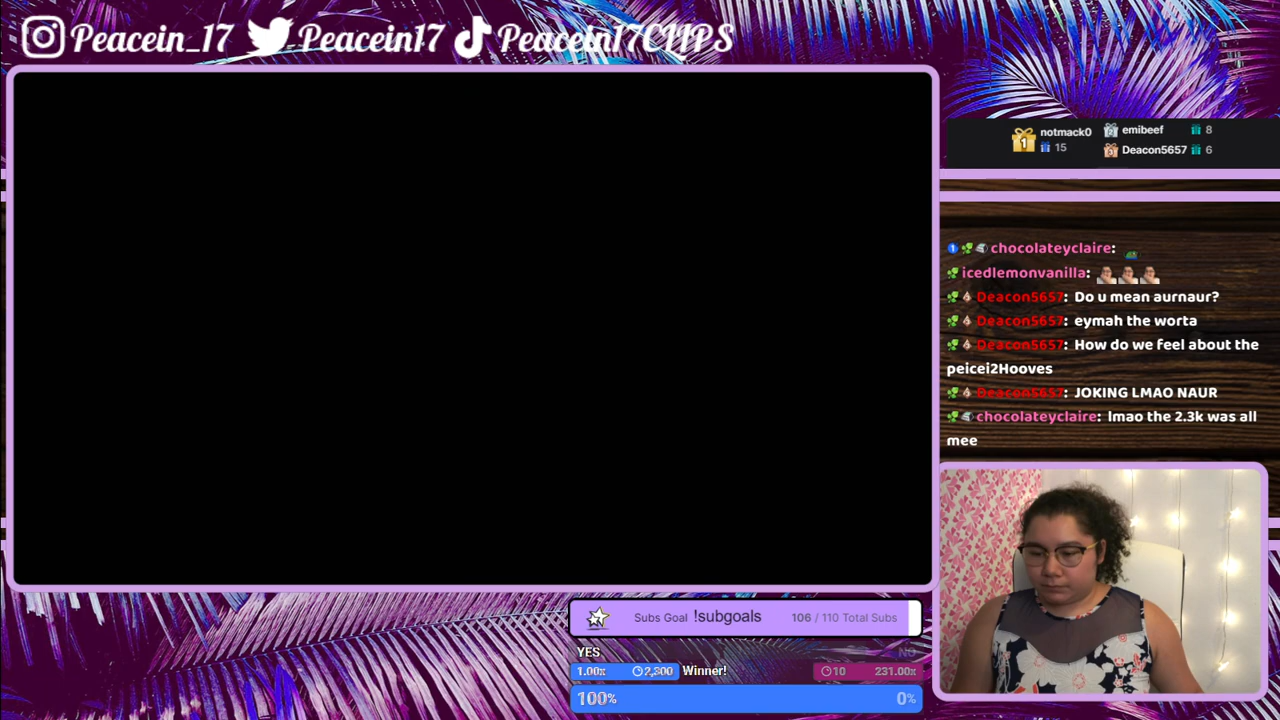 Peacein_17 Peacein17 Peacein17ClIPS
1 notmack0 15
emibeef 8
Deacon5657 6
chocolateyclaire:
icedlemonvanilla:
Deacon5657: Do u mean aurnaur?
Deacon5657: eymah the worta
Deacon5657: How do we feel about the
peicei2Hooves
Deacon5657: JOKING LMAO NAUR
chocolateyclaire: lmao the 2.3k was all
mee
Subs Goal !subgoals 106 / 110 Total Subs
YES NO
1.00x 2,300 Winner! 10 231.00x
100% 0%